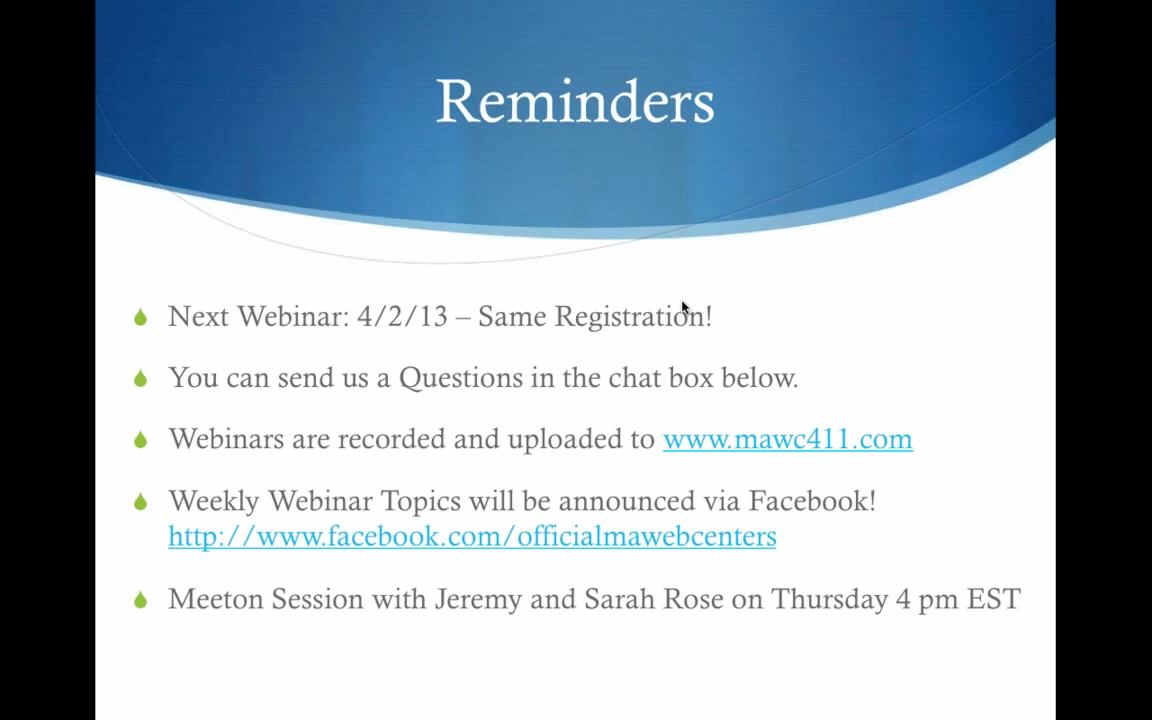 Reminders
Next Webinar: 4/2/13 – Same Registration!
You can send us a Questions in the chat box below.
Webinars are recorded and uploaded to www.mawc411.com
Weekly Webinar Topics will be announced via Facebook!
http://www.facebook.com/officialmawebcenters
Meeton Session with Jeremy and Sarah Rose on Thursday 4 pm EST